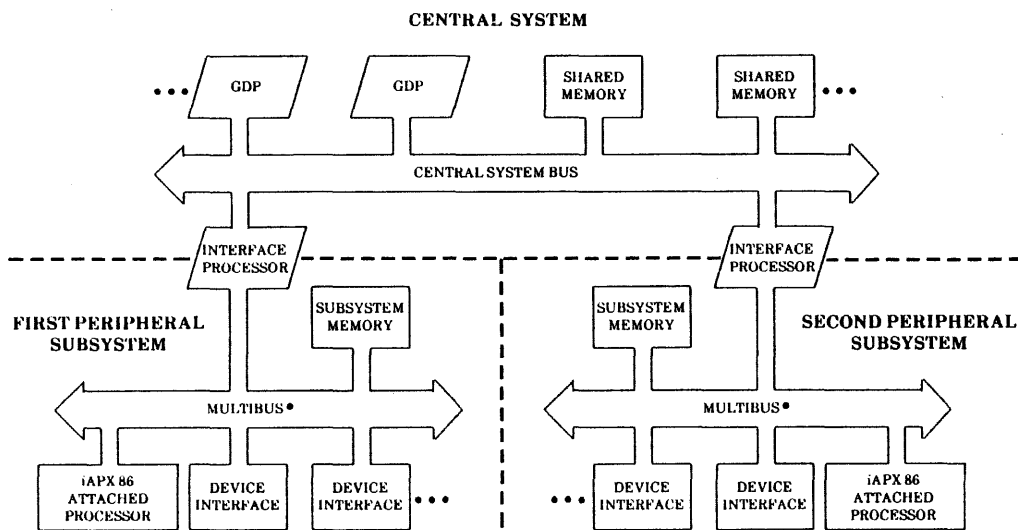 CENTRAL SYSTEM
GDP
GDP
SHARED
MEMORY
SHARED
MEMORY
CENTRAL SYSTEM BUS
INTERFACE
PROCESSOR
INTERFACE
PROCESSOR
FIRST PERIPHERAL
SUBSYSTEM
SUBSYSTEM
MEMORY
SUBSYSTEM
MEMORY
SECOND PERIPHERAL
SUBSYSTEM
MULTIBUS•
MULTIBUS•
iAPX 86
ATTACHED
PROCESSOR
DEVICE
INTERFACE
DEVICE
INTERFACE
DEVICE
INTERFACE
DEVICE
INTERFACE
iAPX 86
ATTACHED
PROCESSOR